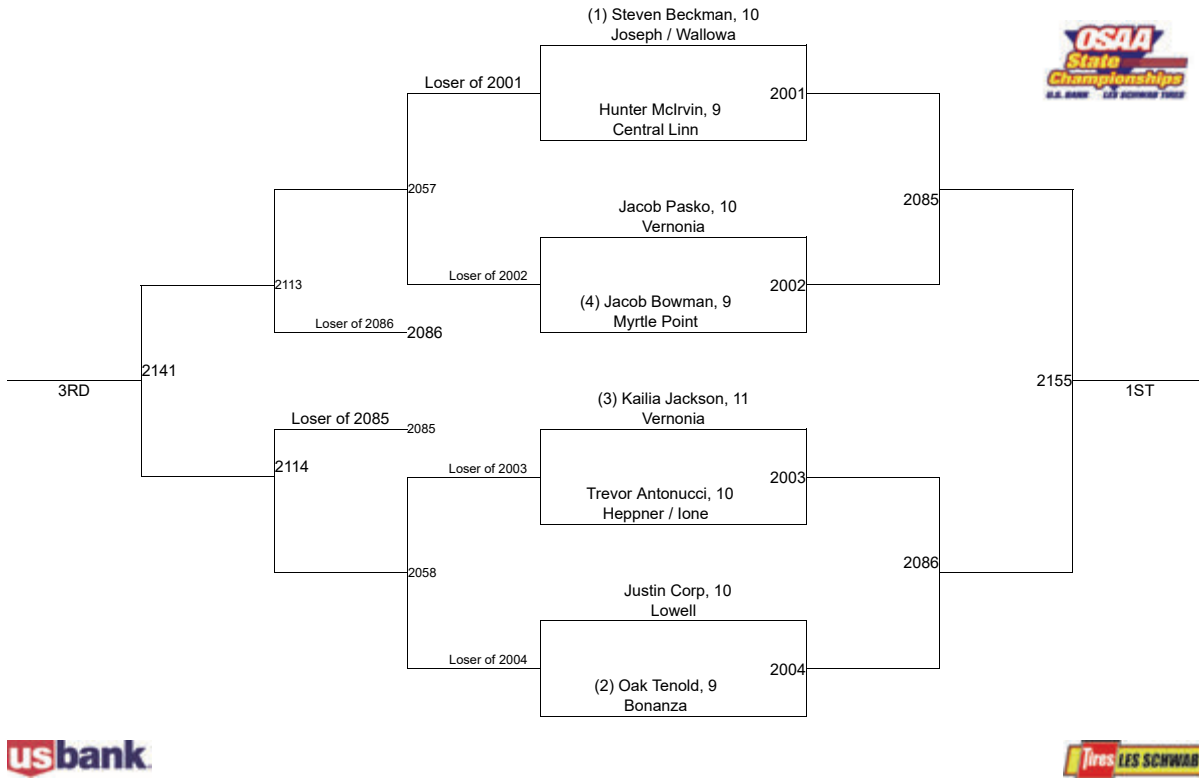 (1) Steven Beckman, 10
Joseph / Wallowa
OSAA
State
Championships
U.S. BANK LES SCHWAB TIRES
Loser of 2001
2001
Hunter McIrvin, 9
Central Linn
2057
2085
Jacob Pasko, 10
Vernonia
Loser of 2002
2002
2113
(4) Jacob Bowman, 9
Myrtle Point
Loser of 2086
2086
2141
3RD
2155
1ST
(3) Kailia Jackson, 11
Vernonia
Loser of 2085
2085
2114
Loser of 2003
2003
Trevor Antonucci, 10
Heppner / Ione
2058
2086
Justin Corp, 10
Lowell
Loser of 2004
2004
(2) Oak Tenold, 9
Bonanza
usbank
Tires LES SCHWAB